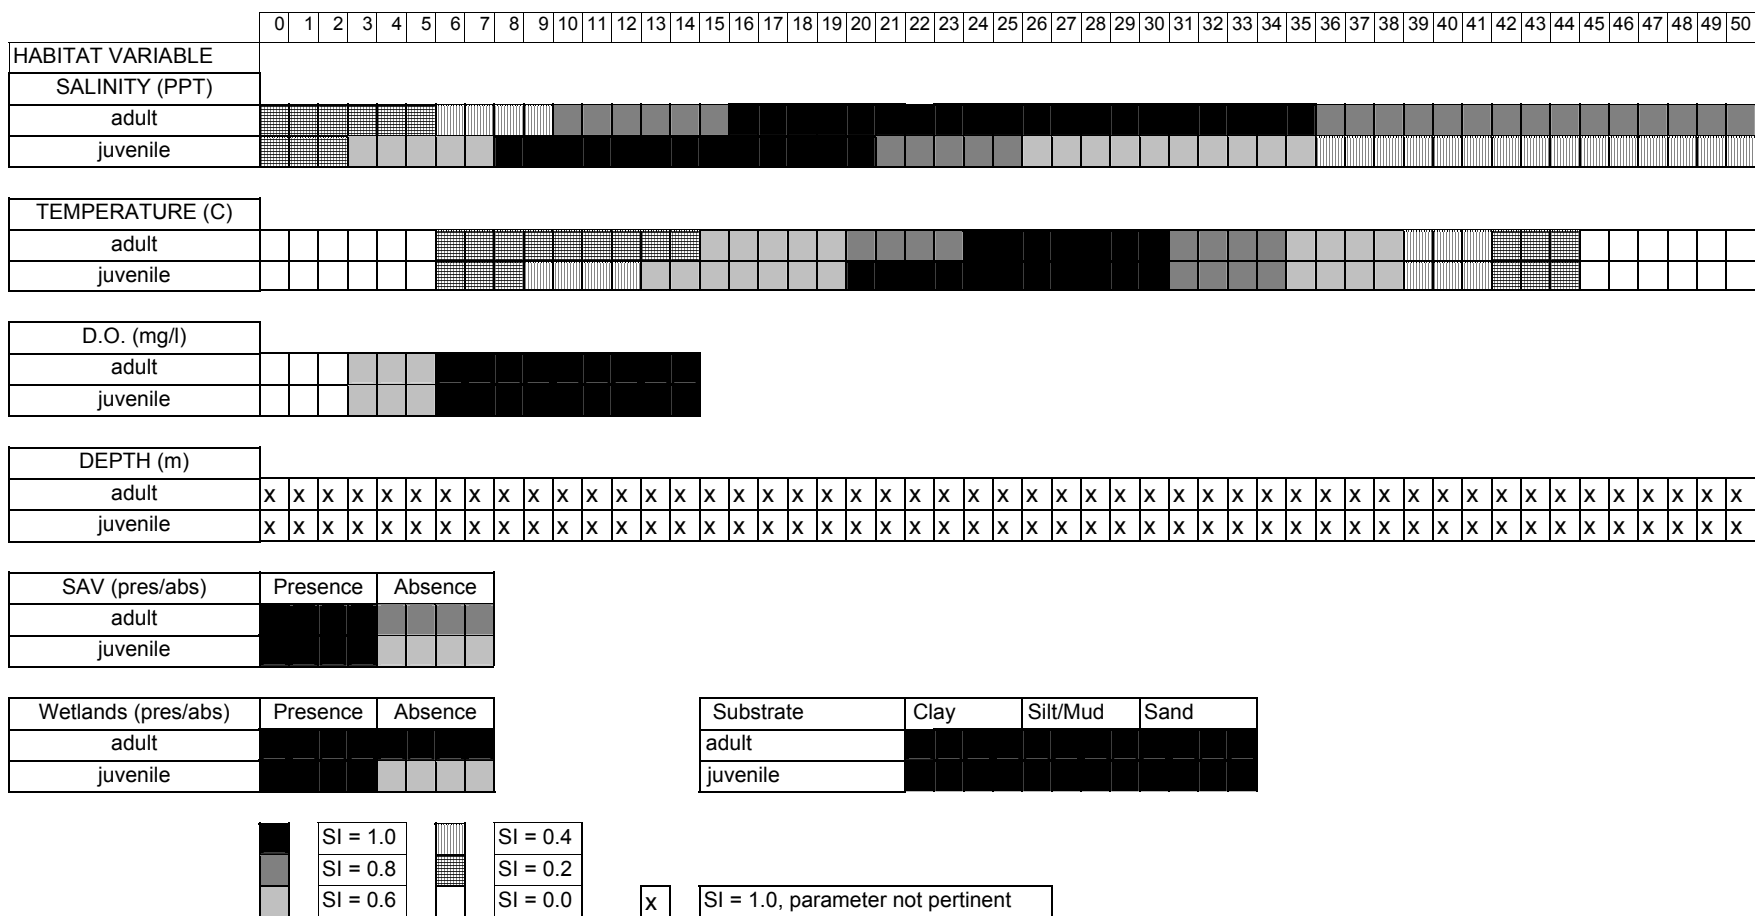 0 1 2 3 4 5 6 7 8 9 10 11 12 13 14 15 16 17 18 19 20 21 22 23 24 25 26 27 28 29 30 31 32 33 34 35 36 37 38 39 40 41 42 43 44 45 46 47 48 49 50
HABITAT VARIABLE
SALINITY (PPT)
adult
juvenile
TEMPERATURE (C)
adult
juvenile
D.O. (mg/l)
adult
juvenile
DEPTH (m)
adult x x x x x x x x x x x x x x x x x x x x x x x x x x x x x x x x x x x x x x x x x x x x x x x x x x x
juvenile x x x x x x x x x x x x x x x x x x x x x x x x x x x x x x x x x x x x x x x x x x x x x x x x x x x
SAV (pres/abs) Presence Absence
adult
juvenile
Wetlands (pres/abs) Presence Absence
adult
juvenile
Substrate Clay Silt/Mud Sand
adult
juvenile
SI = 1.0 SI = 0.4
SI = 0.8 SI = 0.2
SI = 0.6 SI = 0.0 x SI = 1.0, parameter not pertinent